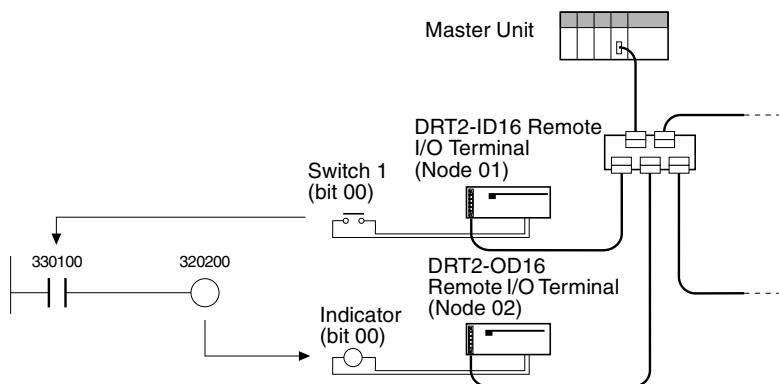 Master Unit
DRT2-ID16 Remote
I/O Terminal
(Node 01)
Switch 1
(bit 00)
330100
320200
DRT2-OD16
Remote I/O Terminal
(Node 02)
Indicator
(bit 00)